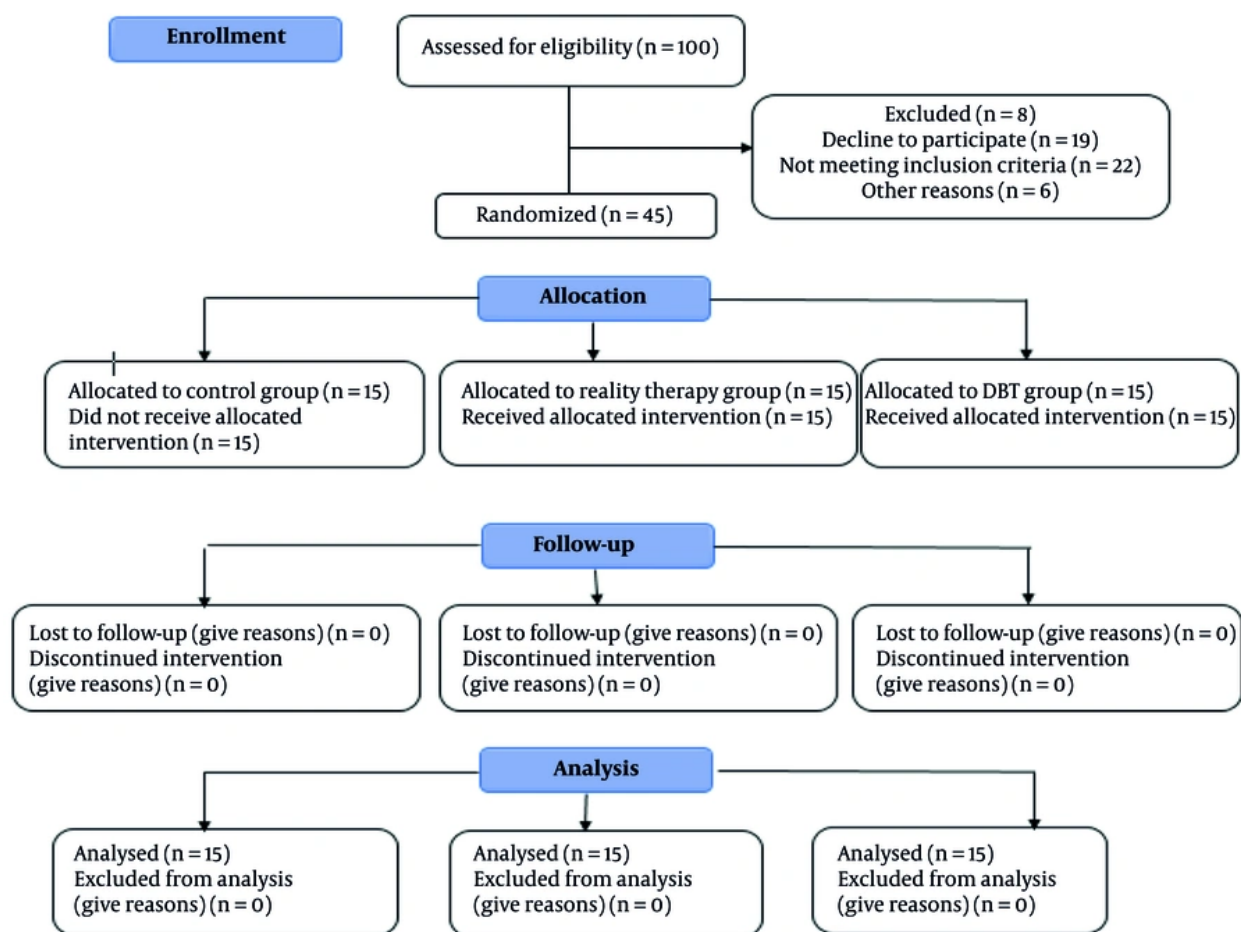 Enrollment
Assessed for eligibility (n = 100)
Excluded (n = 8)
Decline to participate (n = 19)
Not meeting inclusion criteria (n = 22)
Other reasons (n = 6)
Randomized (n = 45)
Allocation
Allocated to control group (n = 15)
Did not receive allocated
intervention (n = 15)
Allocated to reality therapy group (n = 15)
Received allocated intervention (n = 15)
Allocated to DBT group (n = 15)
Received allocated intervention (n = 15)
Follow-up
Lost to follow-up (give reasons) (n = 0)
Discontinued intervention
(give reasons) (n = 0)
Lost to follow-up (give reasons) (n = 0)
Discontinued intervention
(give reasons) (n = 0)
Lost to follow-up (give reasons) (n = 0)
Discontinued intervention
(give reasons) (n = 0)
Analysis
Analysed (n = 15)
Excluded from analysis
(give reasons) (n = 0)
Analysed (n = 15)
Excluded from analysis
(give reasons) (n = 0)
Analysed (n = 15)
Excluded from analysis
(give reasons) (n = 0)